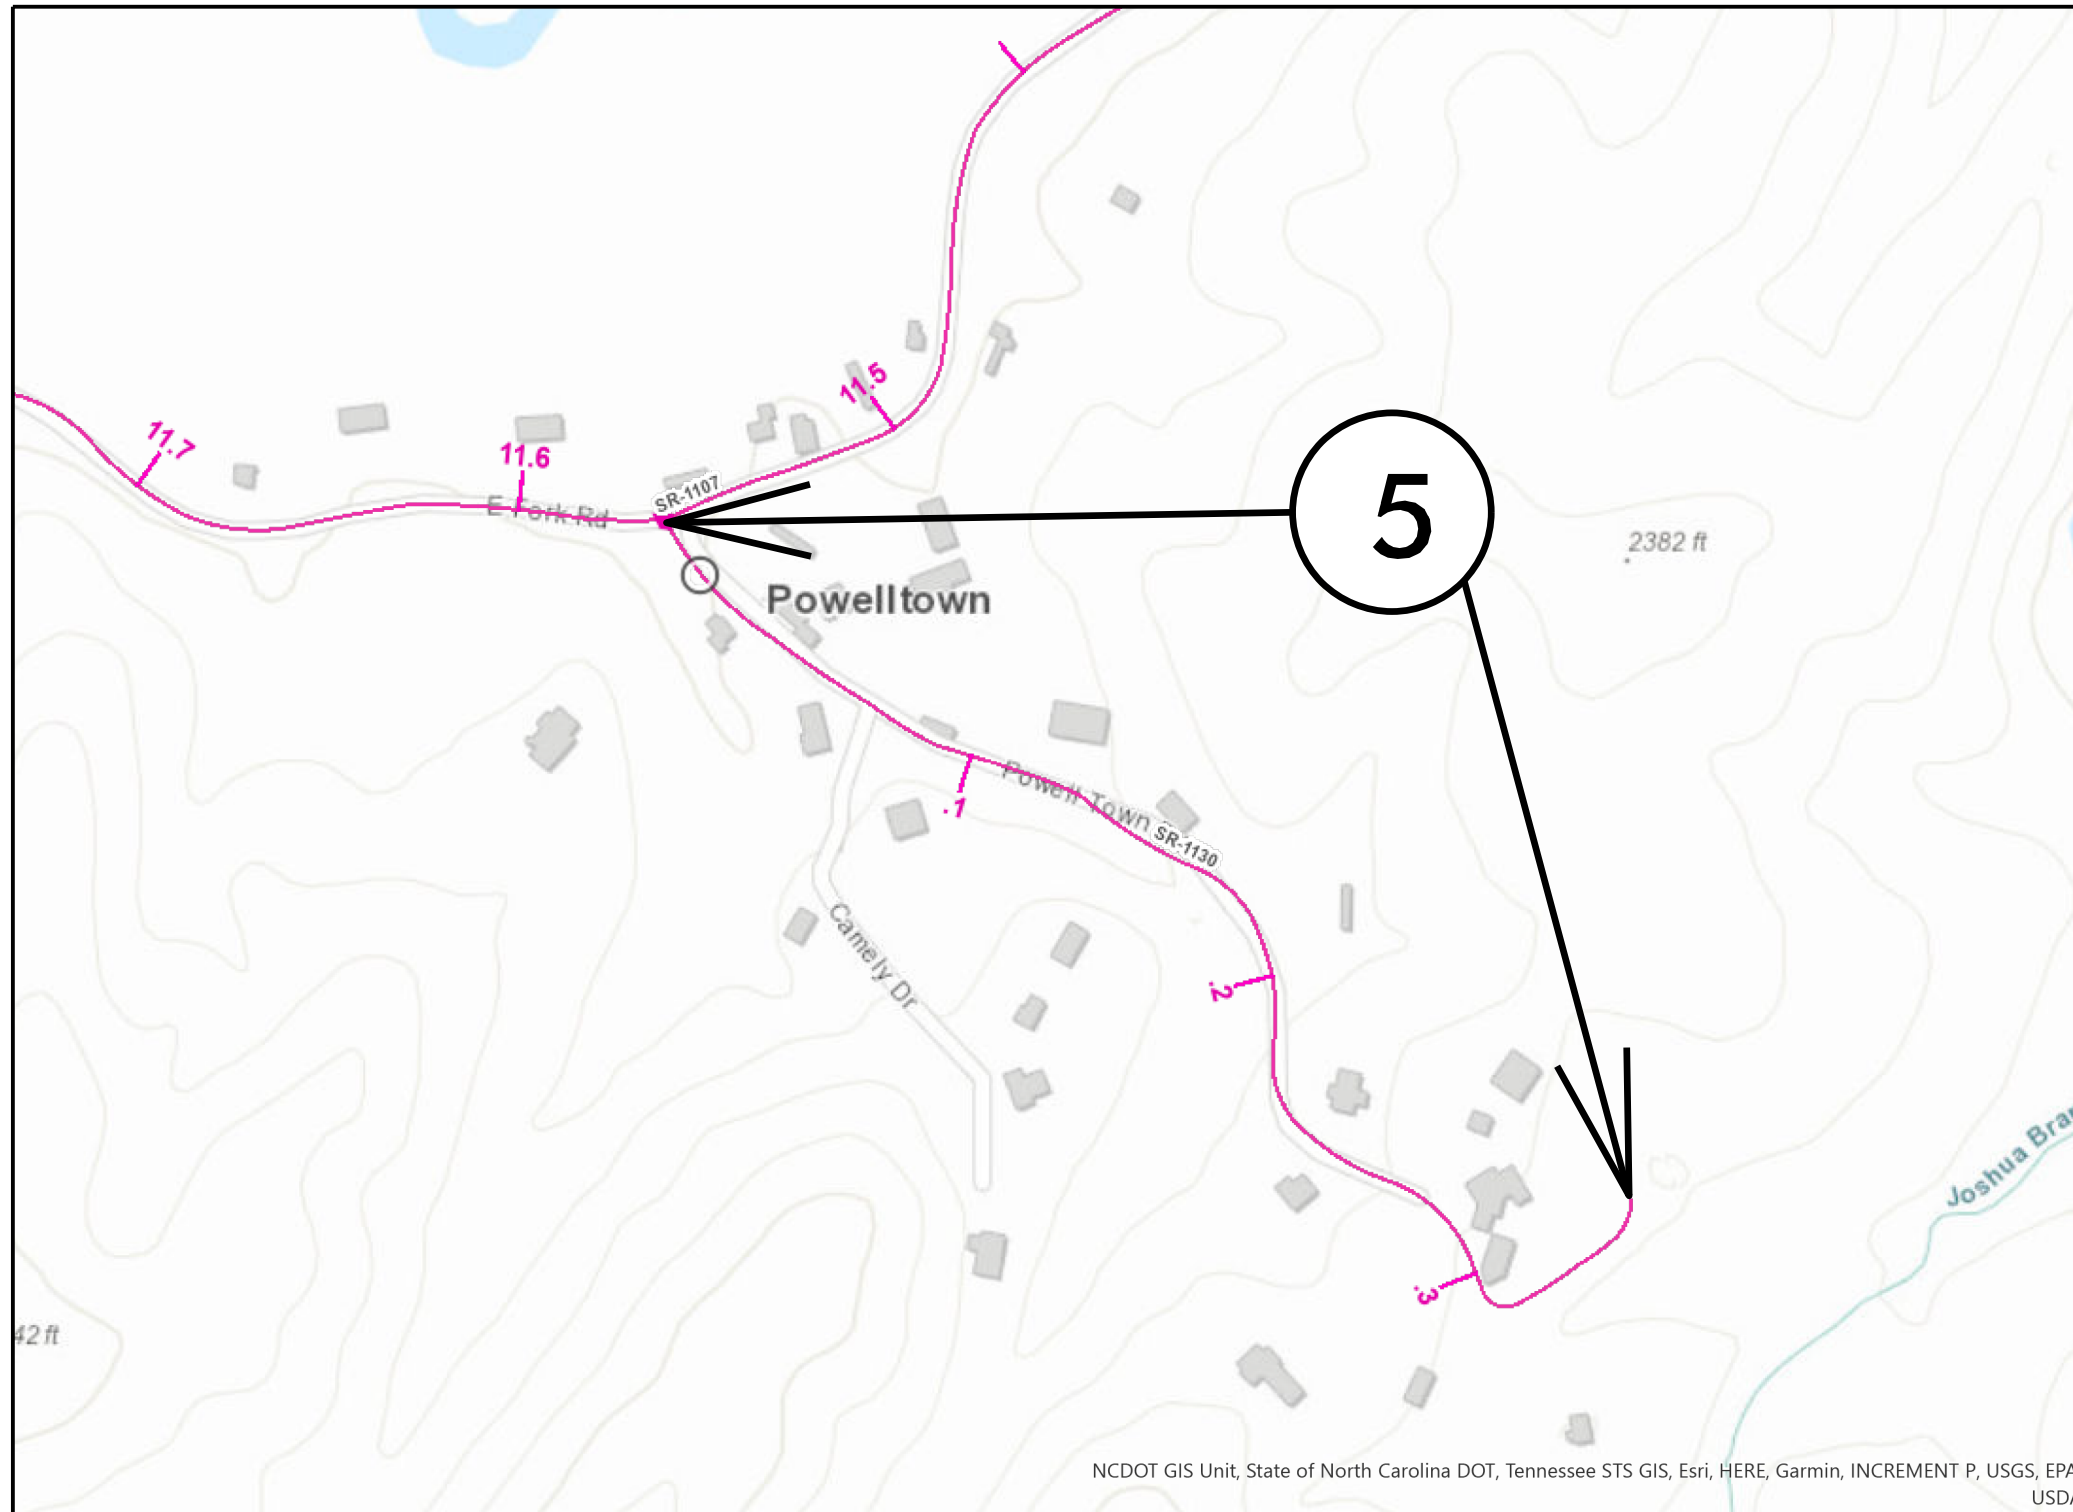 11.5
11.7
11.6
SR-1107
E Fork Rd
5
2382 ft
Powelltown
Powell Town
.1
SR-1130
Camely Dr
.2
Joshua
.3
42 ft
NCDOT GIS Unit, State of North Carolina DOT, Tennessee STS GIS, Esri, HERE, Garmin, INCREMENT P, USGS, EPA
USDA